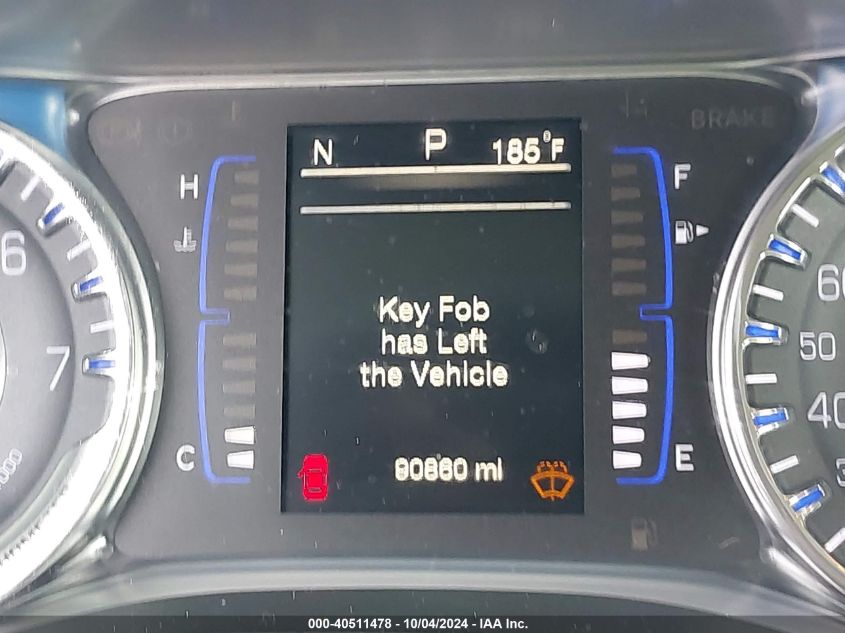 BRAKE
N P 185°F
H F
6
60
Key Fob
has Left
the Vehicle
50
7
40
C E
90860 mi
000-40511478 - 10/04/2024 - IAA Inc.